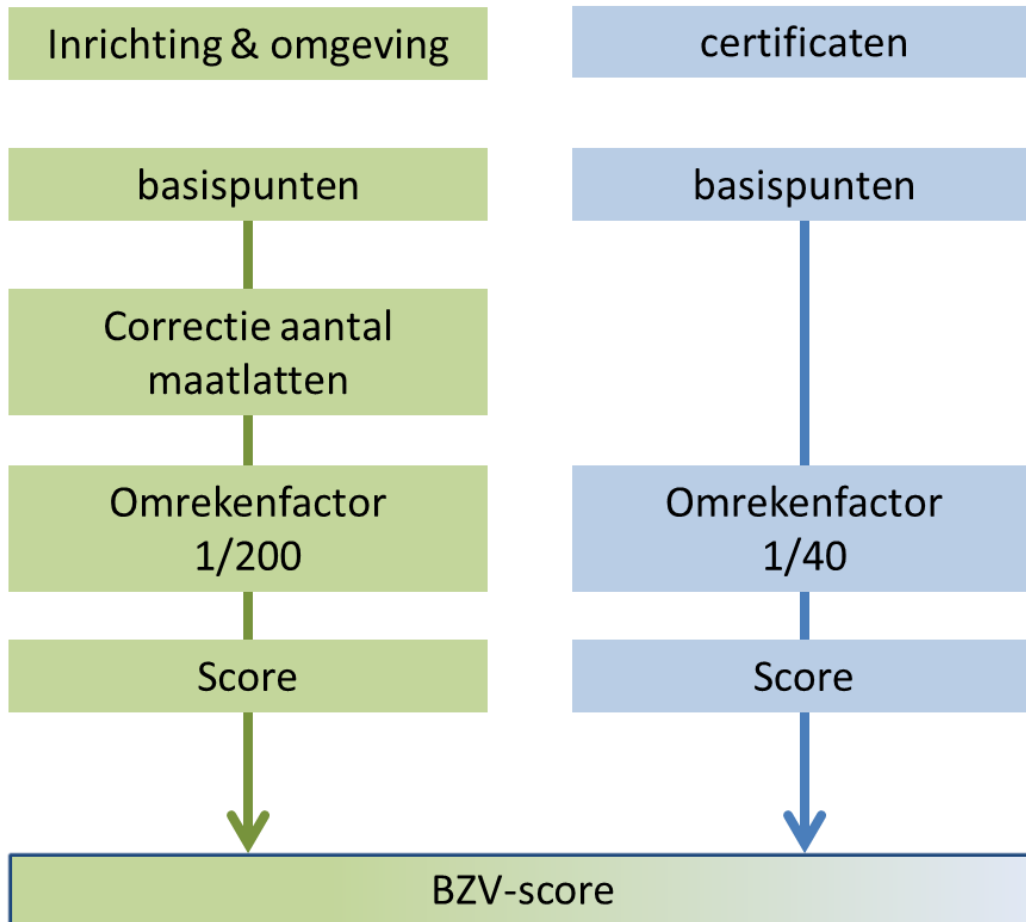 Inrichting & omgeving
basispunten
Correctie aantal
maatlatten
Omrekenfactor
1/200
Score
certificaten
basispunten
Omrekenfactor
1/40
Score
BZV-score